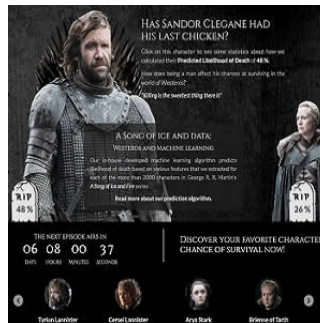 HAS SANDOR CLEGANE HAD
HIS LAST CHICKEN?
Click on this character to see some statistics about how we
calculated their Predicted Likelihood of Death of 48 %.
How does being a man affect his chances at surviving in the
world of Westeros?
"Killing is the sweetest thing there is"
A SONG OF ICE AND DATA:
WESTEROS AND MACHINE LEARNING
Our in-house developed machine learning algorithm predicts
likelihood of death based on various features that we extracted for
each of the more than 2000 characters in George R. R. Martin's
A Song of Ice and Fire series
Read more about our prediction algorithm.
RIP
48 %
RIP
26 %
THE NEXT EPISODE AIRS IN
06 08 00 37
DAYS HOURS MINUTES SECONDS
DISCOVER YOUR FAVORITE CHARACTE
CHANCE OF SURVIVAL NOW!
Tyrion Lannister
Cersei Lannister
Arya Stark
Brienne of Tarth